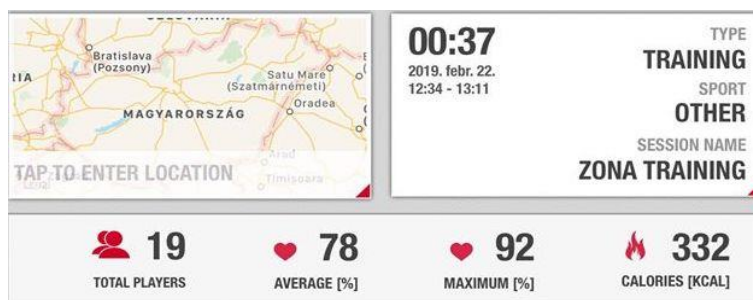 Bratislava
(Pozsony)
Satu Mare
(Szatmárnémeti)
Oradea
MAGYARORSZÁG
Arad
Timisoara
TAP TO ENTER LOCATION
00:37
2019. febr. 22.
12:34 - 13:11
TYPE
TRAINING
SPORT
OTHER
SESSION NAME
ZONA TRAINING
19
TOTAL PLAYERS
78
AVERAGE [%]
92
MAXIMUM [%]
332
CALORIES [KCAL]